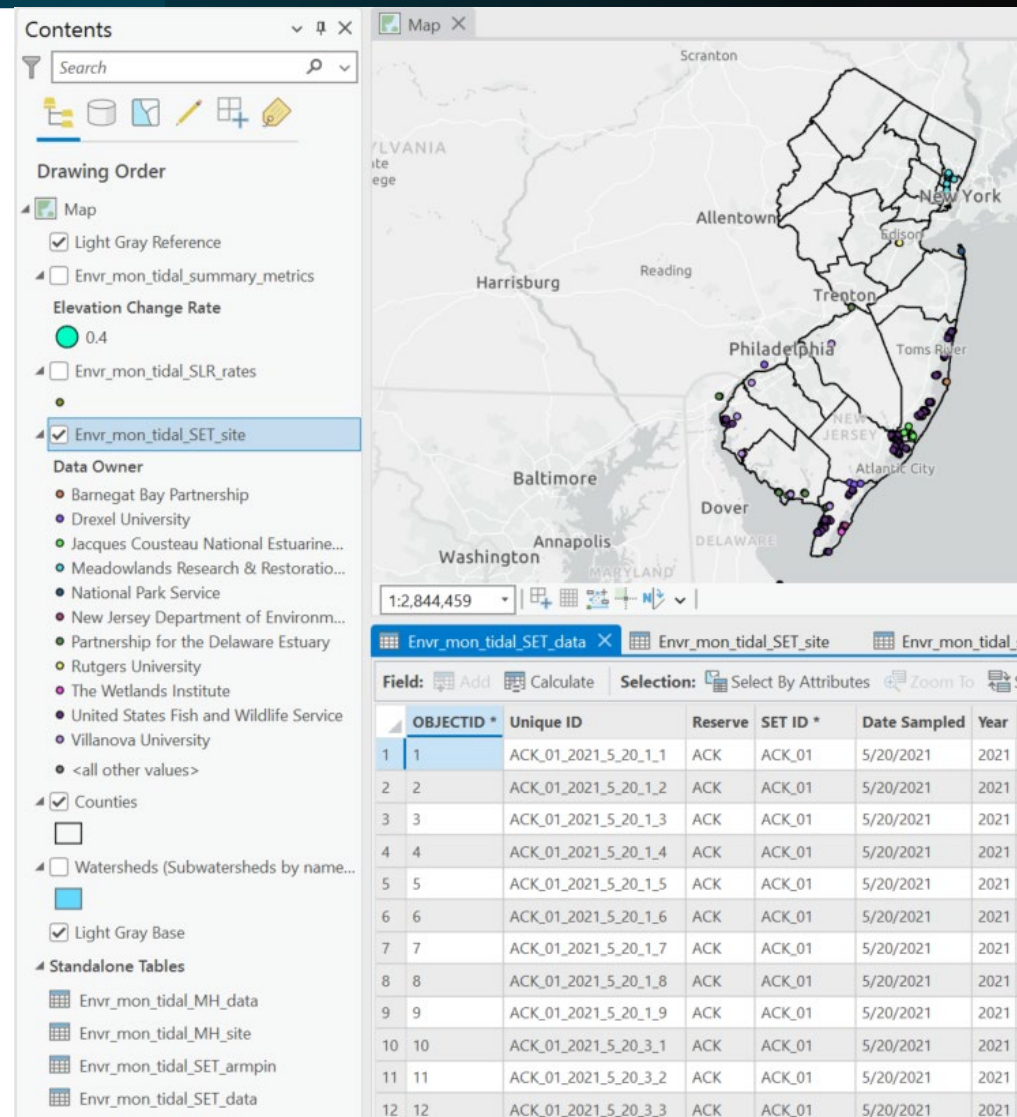 Contents
Search
Drawing Order
Map
Light Gray Reference
Envr_mon_tidal_summary_metrics
Elevation Change Rate
0.4
Envr_mon_tidal_SLR_rates
Envr_mon_tidal_SET_site
Data Owner
Barnegat Bay Partnership
Drexel University
Jacques Cousteau National Estuarine...
Meadowlands Research & Restoratio...
National Park Service
New Jersey Department of Environm...
Partnership for the Delaware Estuary
Rutgers University
The Wetlands Institute
United States Fish and Wildlife Service
Villanova University
<all other values>
Counties
Watersheds (Subwatersheds by name...
Light Gray Base
Standalone Tables
Envr_mon_tidal_MH_data
Envr_mon_tidal_MH_site
Envr_mon_tidal_SET_armpin
Envr_mon_tidal_SET_data
Map
Scranton
New York
Allentown
Edison
Reading
Harrisburg
Trenton
Philadelphia
Toms River
NEW
JERSEY
Atlantic City
Baltimore
Dover
Annapolis
DELAWARE
Washington
MARYLAND
1:2,844,459
Envr_mon_tidal_SET_data Envr_mon_tidal_SET_site Envr_mon_tidal_
Field: Add Calculate Selection: Select By Attributes Zoom To
OBJECTID * Unique ID Reserve SET ID * Date Sampled Year
1 1 ACK_01_2021_5_20_1_1 ACK ACK_01 5/20/2021 2021
2 2 ACK_01_2021_5_20_1_2 ACK ACK_01 5/20/2021 2021
3 3 ACK_01_2021_5_20_1_3 ACK ACK_01 5/20/2021 2021
4 4 ACK_01_2021_5_20_1_4 ACK ACK_01 5/20/2021 2021
5 5 ACK_01_2021_5_20_1_5 ACK ACK_01 5/20/2021 2021
6 6 ACK_01_2021_5_20_1_6 ACK ACK_01 5/20/2021 2021
7 7 ACK_01_2021_5_20_1_7 ACK ACK_01 5/20/2021 2021
8 8 ACK_01_2021_5_20_1_8 ACK ACK_01 5/20/2021 2021
9 9 ACK_01_2021_5_20_1_9 ACK ACK_01 5/20/2021 2021
10 10 ACK_01_2021_5_20_3_1 ACK ACK_01 5/20/2021 2021
11 11 ACK_01_2021_5_20_3_2 ACK ACK_01 5/20/2021 2021
12 12 ACK_01_2021_5_20_3_3 ACK ACK_01 5/20/2021 2021